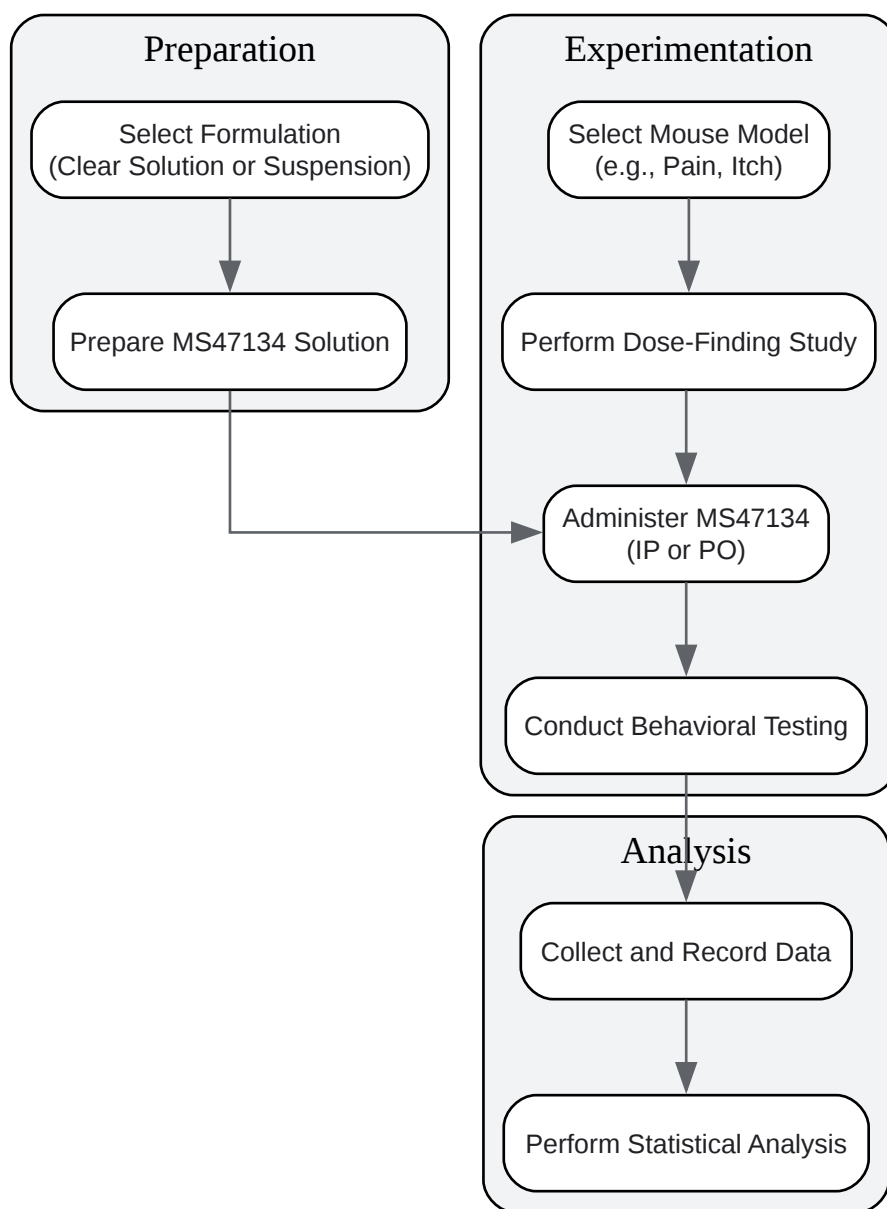 Preparation
Select Formulation
(Clear Solution or Suspension)
Prepare MS47134 Solution
Experimentation
Select Mouse Model
(e.g., Pain, Itch)
Perform Dose-Finding Study
Administer MS47134
(IP or PO)
Conduct Behavioral Testing
Analysis
Collect and Record Data
Perform Statistical Analysis